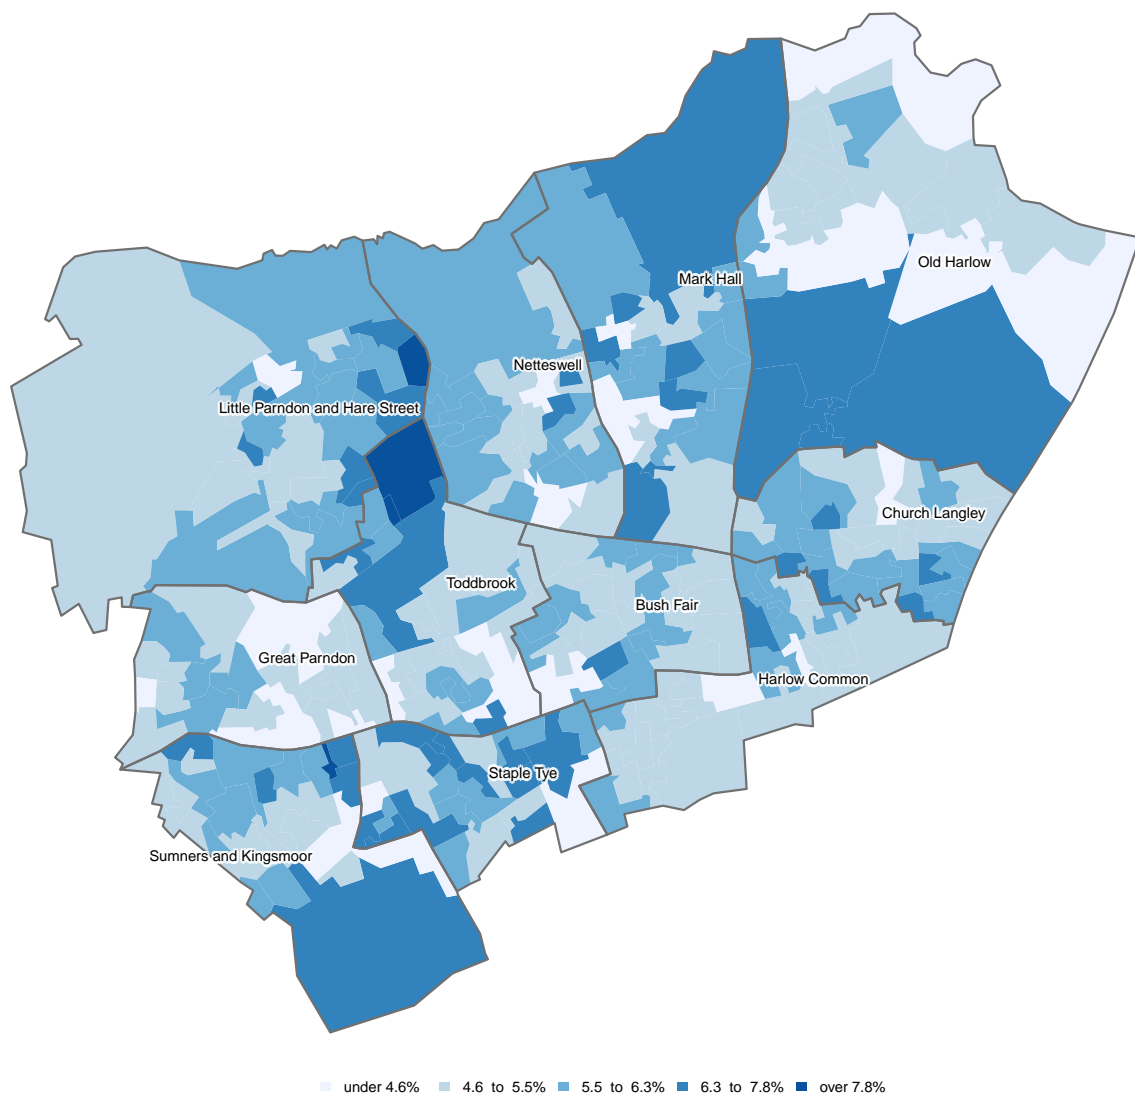 Old Harlow
Mark Hall
Netteswell
Little Parndon and Hare Street
Church Langley
Toddbrook
Bush Fair
Great Parndon
Harlow Common
Staple Tye
Sumners and Kingsmoor
under 4.6% 4.6 to 5.5% 5.5 to 6.3% 6.3 to 7.8% over 7.8%